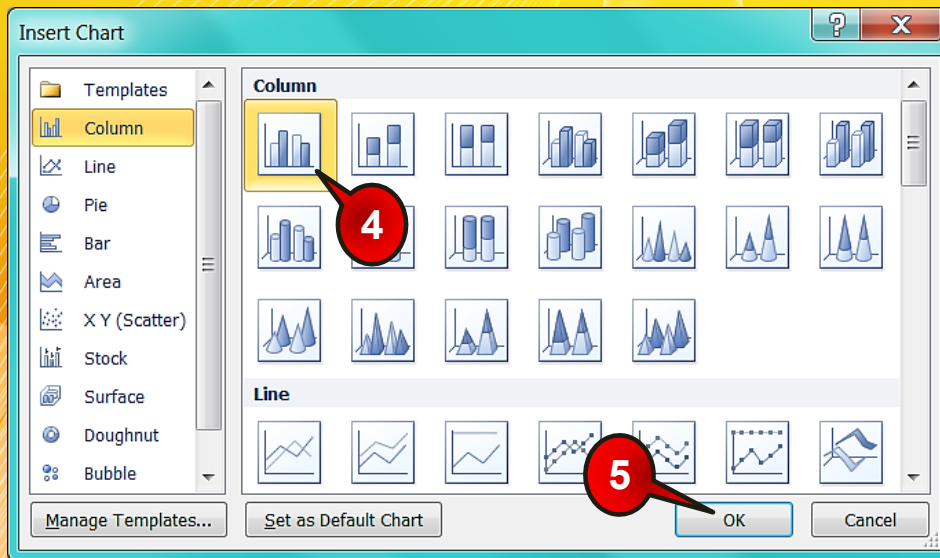 Insert Chart
?
X
Templates
Column
Line
Pie
Bar
Area
X Y (Scatter)
Stock
Surface
Doughnut
Bubble
Column
4
Line
5
Manage Templates...
Set as Default Chart
OK
Cancel